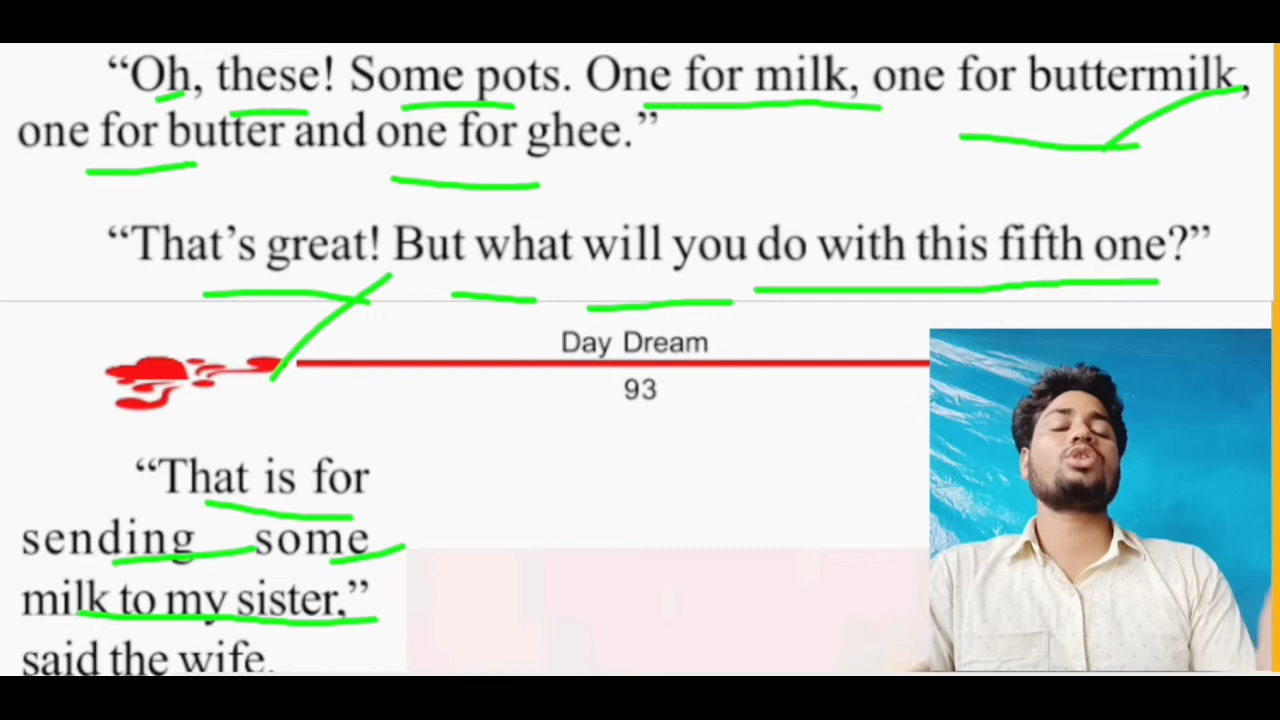 “Oh, these! Some pots. One for milk, one for buttermilk,
one for butter and one for ghee.”
“That’s great! But what will you do with this fifth one?”
Day Dream
93
“That is for
sending some
milk to my sister,”
said the wife.